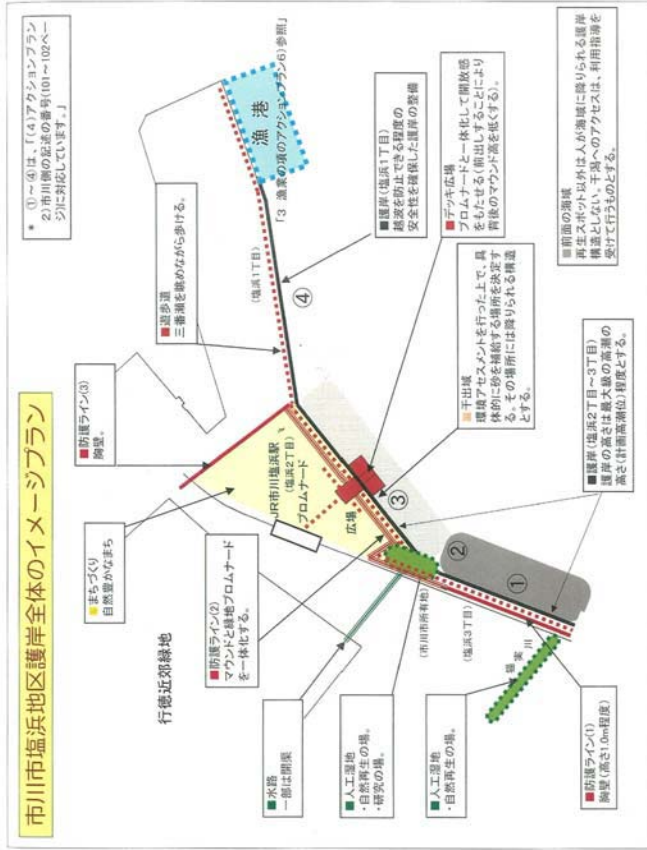 市川市塩浜地区護岸全体のイメージプラン
* ①～④は、「(4)アクションプラン
2)市川側の記述の番号(101～102ペー
ジ)に対応しています。」
■まちづくり
自然豊かなまち
■防護ライン(3)
胸壁。
■遊歩道
三番瀬を眺めながら歩ける。
行徳近郊緑地
■防護ライン(2)
マウンドと緑地プロムナード
を一体化する。
JR市川塩浜駅
(塩浜2丁目)
プロムナード
広場
(塩浜1丁目)
④
漁港
「3 漁業の項のアクションプラン6)参照」
■水路
一部は開渠
■人工湿地
・自然再生の場。
・研究の場。
■人工湿地
・自然再生の場。
(市川市所有地)
(塩浜3丁目)
猫実川
③
②
①
■護岸(塩浜1丁目)
越波を防止できる程度の
安全性を確保した護岸の整備
■デッキ広場
プロムナードと一体化して開放感
をもたせる(前出しすることにより
背後のマウンド高を低くする)。
■干出域
環境アセスメントを行った上で、具
体的に砂を補給する場所を決定す
る。その場所には降りられる構造
とする。
■防護ライン(1)
胸壁(高さ1.0m程度)
■護岸(塩浜2丁目～3丁目)
護岸の高さは最大級の高潮の
高さ(計画高潮位)程度とする。
■前面の海域
再生スポット以外は人が海域に降りられる護岸
構造としない。干潟へのアクセスは、利用指導を
受けて行うものとする。